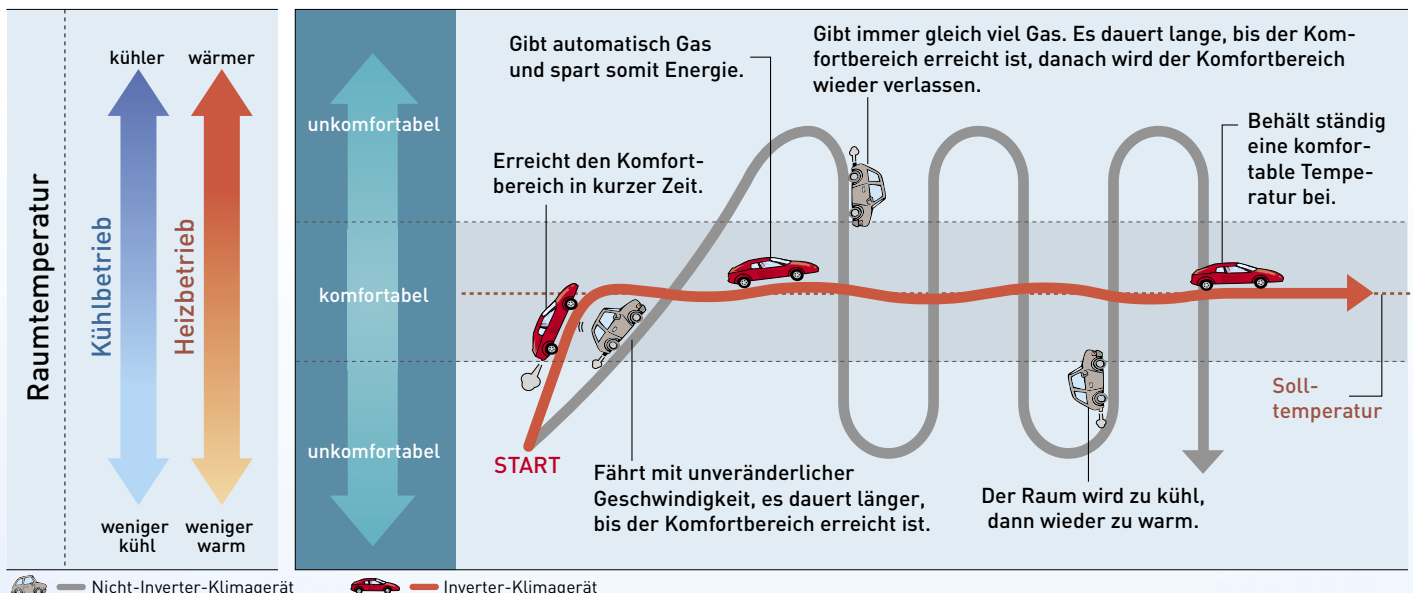 Raumtemperatur
kühler
wärmer
Kühlbetrieb
Heizbetrieb
weniger
kühl
weniger
warm
unkomfortabel
komfortabel
unkomfortabel
Erreicht den Komfort-
bereich in kurzer Zeit.
Gibt automatisch Gas
und spart somit Energie.
Gibt immer gleich viel Gas. Es dauert lange, bis der Kom-
fortbereich erreicht ist, danach wird der Komfortbereich
wieder verlassen.
Behält ständig
eine komfor-
table Tempe-
ratur bei.
START
Fährt mit unveränderlicher
Geschwindigkeit, es dauert länger,
bis der Komfortbereich erreicht ist.
Der Raum wird zu kühl,
dann wieder zu warm.
Soll-
temperatur
Nicht-Inverter-Klimagerät
Inverter-Klimagerät